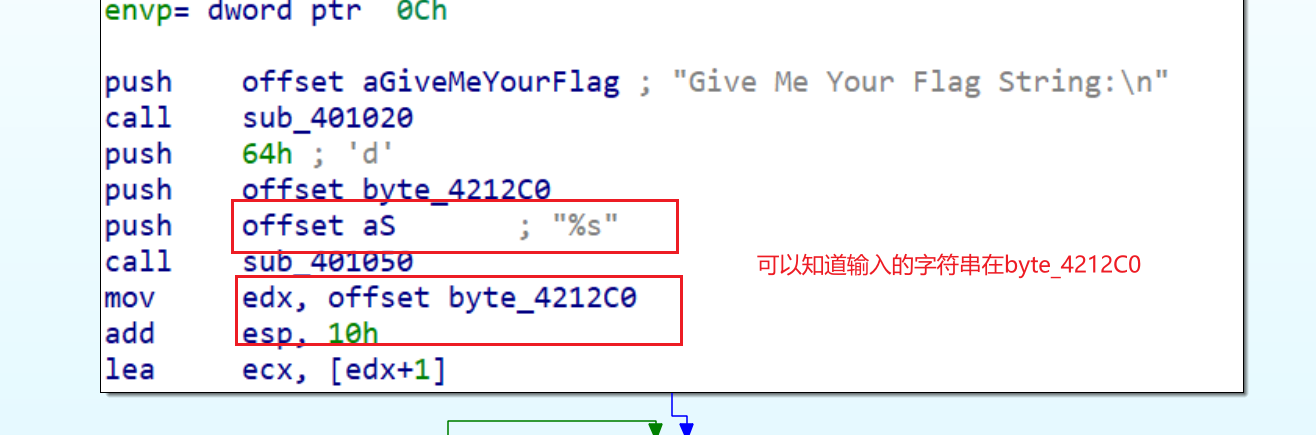 envp= dword ptr  0Ch
push    offset aGiveMeYourFlag ; "Give Me Your Flag String:\n"
call    sub_401020
push    64h ; 'd'
push    offset byte_4212C0
push    offset aS       ; "%s"
call    sub_401050
可以知道输入的字符串在byte_4212C0
mov     edx, offset byte_4212C0
add     esp, 10h
lea     ecx, [edx+1]